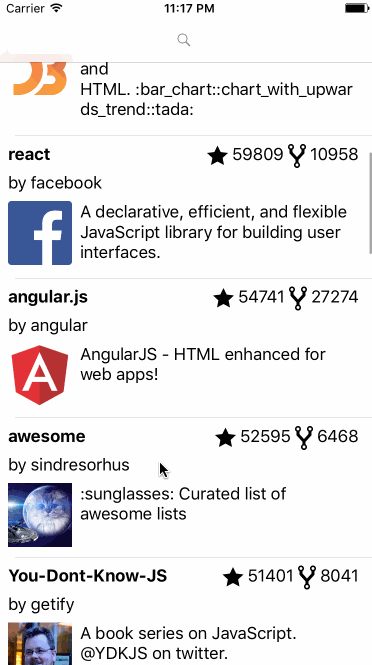 Carrier 11:17 PM
and
HTML. :bar_chart::chart_with_upwar
ds_trend::tada:
react 59809 10958
by facebook
A declarative, efficient, and flexible
JavaScript library for building user
interfaces.
angular.js 54741 27274
by angular
AngularJS - HTML enhanced for
web apps!
awesome 52595 6468
by sindresorhus
:sunglasses: Curated list of
awesome lists
You-Dont-Know-JS 51401 8041
by getify
A book series on JavaScript.
@YDKJS on twitter.